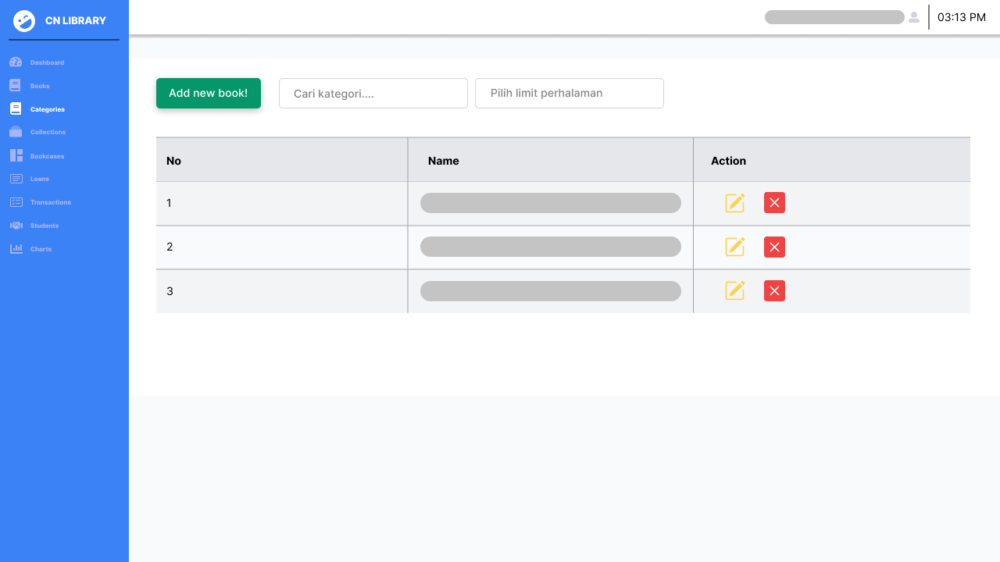 CN LIBRARY
03:13 PM
Dashboard
Books
Categories
Collections
Bookcases
Loans
Transactions
Students
Charts
Add new book!
Cari kategori....
Pilih limit perhalaman
No
Name
Action
1
2
3